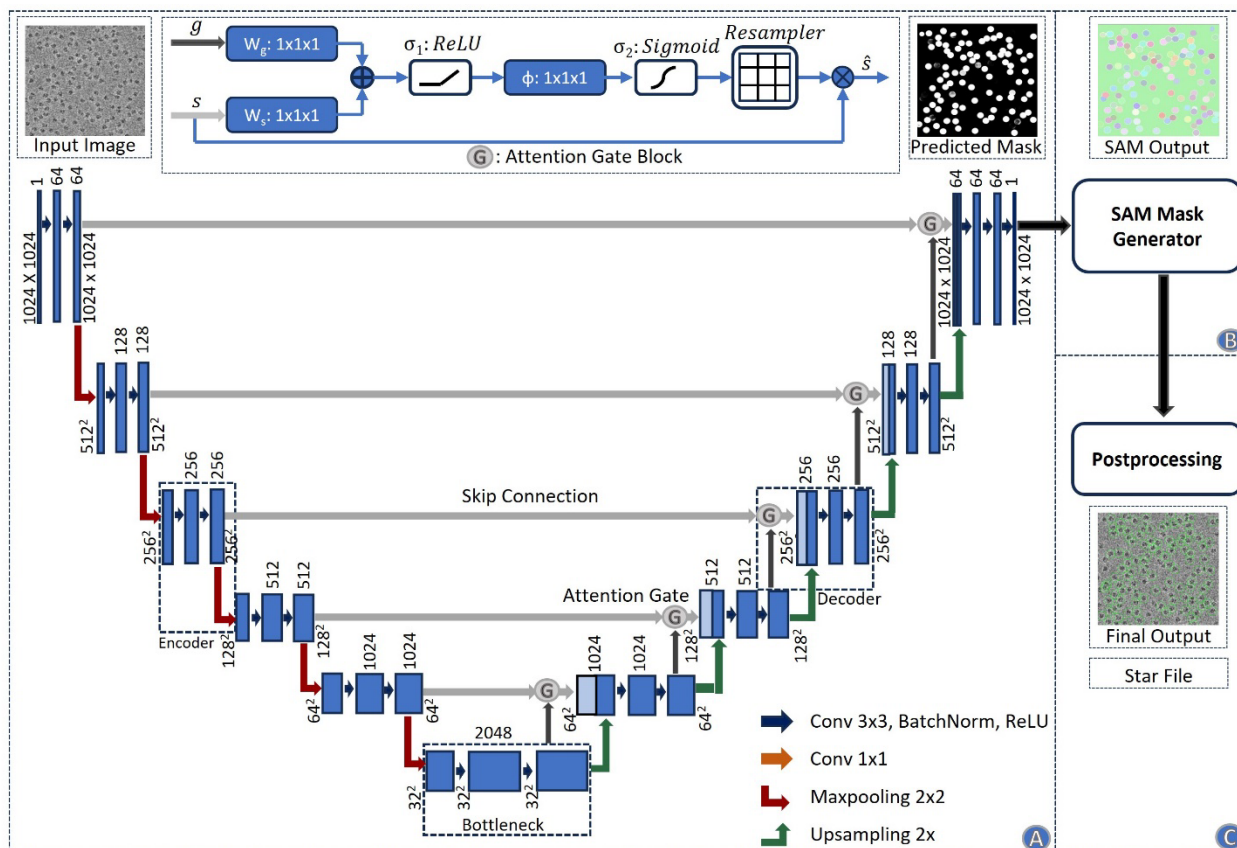 g
W_g: 1x1x1
s
W_s: 1x1x1
σ₁: ReLU
ϕ: 1x1x1
σ₂: Sigmoid
Resampler
ŝ
G : Attention Gate Block
Input Image
Predicted Mask
SAM Output
1 64 64
1024 X 1024
1024 x 1024
G
64 64 64 1
1024 x 1024
1024 x 1024
SAM Mask
Generator
B
128 128
512²
512²
G
128 128
512²
512²
Postprocessing
256 256
256²
256²
Encoder
Skip Connection
G
256 256
256²
256²
Decoder
Final Output
Star File
512 512
128²
128²
Attention Gate
G
512 512
128²
128²
1024 1024
64²
64²
G
1024 1024
64²
64²
2048
32² 32² 32²
Bottleneck
Conv 3x3, BatchNorm, ReLU
Conv 1x1
Maxpooling 2x2
Upsampling 2x
A
C